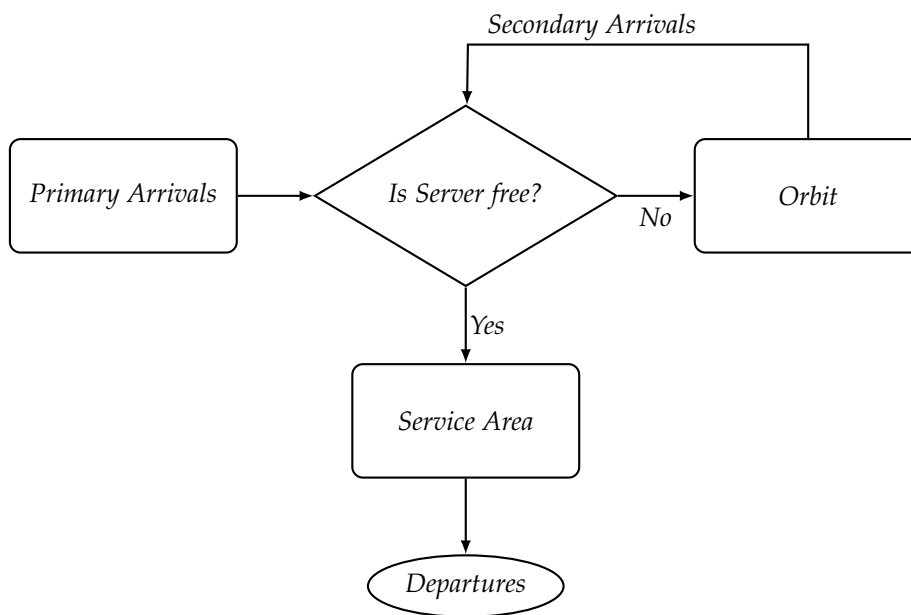 Secondary Arrivals
Primary Arrivals
Is Server free?
No
Orbit
Yes
Service Area
Departures